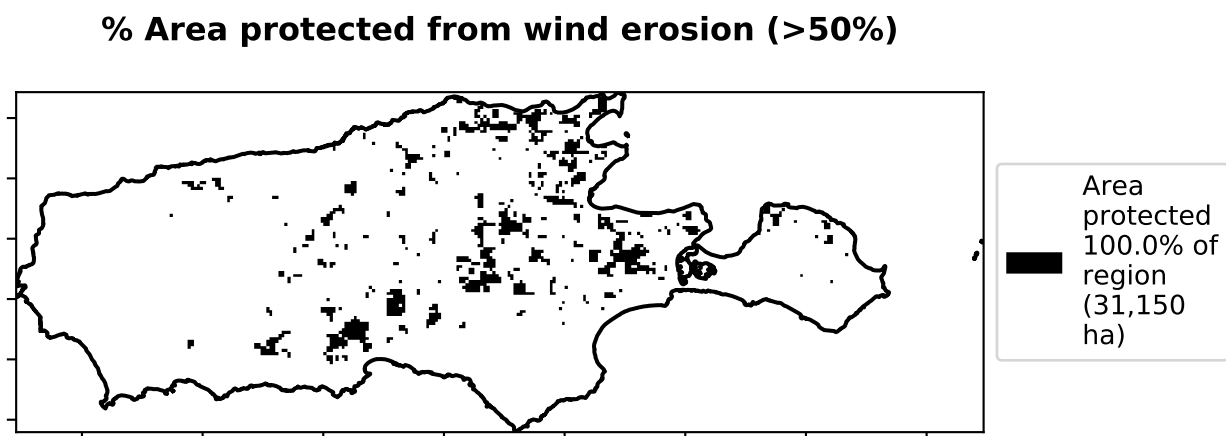 % Area protected from wind erosion (>50%)
Area
protected
100.0% of
region
(31,150
ha)